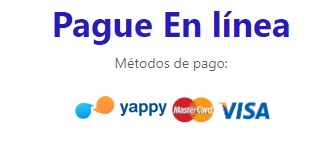 Pague En línea
Métodos de pago:
yappy MasterCard VISA